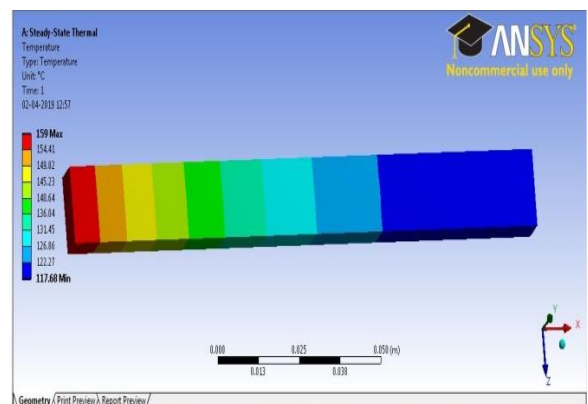 A: Steady-State Thermal
Temperature
Type: Temperature
Unit: °C
Time: 1
02-04-2019 12:57
ANSYS
Noncommercial use only
159 Max
154.41
149.82
145.23
140.64
136.04
131.45
126.86
122.27
117.68 Min
0.000 0.025 0.050 (m)
0.013 0.038
X
Y
Z
Geometry Print Preview Report Preview